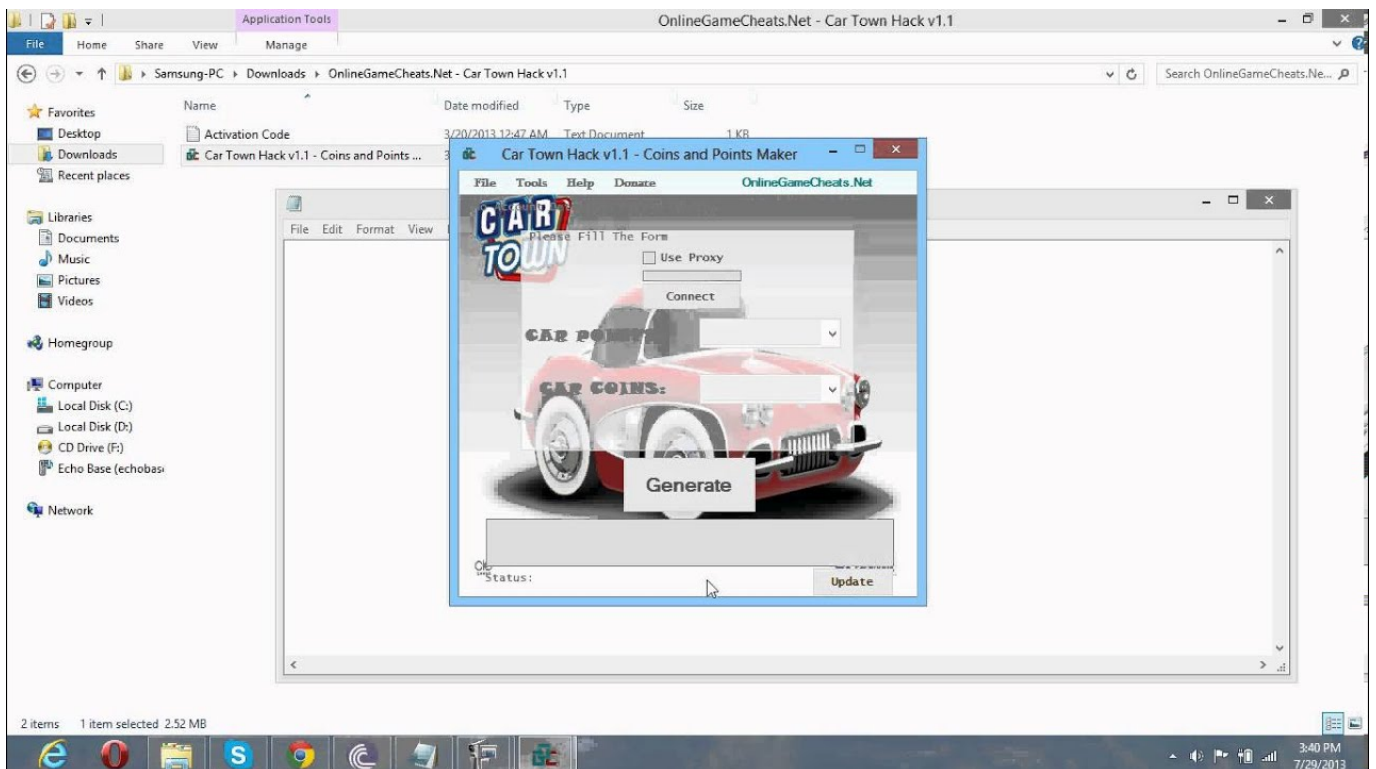 Application Tools
OnlineGameCheats.Net - Car Town Hack v1.1
File Home Share View Manage
Samsung-PC Downloads OnlineGameCheats.Net - Car Town Hack v1.1
Search OnlineGameCheats.Ne...
Name Date modified Type Size
Favorites
Desktop
Downloads
Recent places
Libraries
Documents
Music
Pictures
Videos
Homegroup
Computer
Local Disk (C:)
Local Disk (D:)
CD Drive (F:)
Echo Base (echobas
Network
Activation Code 3/20/2013 12:47 AM Text Document 1 KB
Car Town Hack v1.1 - Coins and Points ...
File Edit Format View
Car Town Hack v1.1 - Coins and Points Maker
File Tools Help Donate OnlineGameCheats.Net
CAR
TOWN
Please Fill The Form
Use Proxy
Connect
CAR POINTS
CAR COINS:
Generate
Status:
Update
2 items 1 item selected 2.52 MB
3:40 PM
7/29/2013